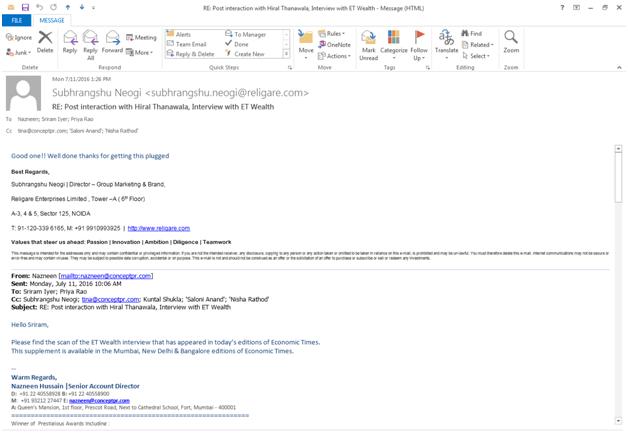 RE: Post interaction with Hiral Thanawala, Interview with ET Wealth - Message (HTML)
FILE MESSAGE
Ignore
Junk
Delete
Reply
Reply All
Forward
Meeting
More
Alerts
Team Email
Reply & Delete
To Manager
Done
Create New
Move
Rules
OneNote
Actions
Mark Unread
Categorize
Follow Up
Translate
Find
Related
Select
Zoom
Delete Respond Quick Steps Move Tags Editing Zoom
Mon 7/11/2016 1:26 PM
Subhrangshu Neogi <subhrangshu.neogi@religare.com>
RE: Post interaction with Hiral Thanawala, Interview with ET Wealth
To Nazneen; Sriram Iyer; Priya Rao
Cc tina@conceptpr.com; 'Saloni Anand'; 'Nisha Rathod'
Good one!! Well done thanks for getting this plugged
Best Regards,
Subhrangshu Neogi | Director – Group Marketing & Brand,
Religare Enterprises Limited , Tower –A ( 6th Floor)
A-3, 4 & 5, Sector 125, NOIDA
T: 91-120-339 6165, M: +91 9910993925 | http://www.religare.com
Values that steer us ahead: Passion | Innovation | Ambition | Diligence | Teamwork
From: Nazneen [mailto:nazneen@conceptpr.com]
Sent: Monday, July 11, 2016 10:06 AM
To: Sriram Iyer; Priya Rao
Cc: Subhrangshu Neogi; tina@conceptpr.com; Kuntal Shukla; 'Saloni Anand'; 'Nisha Rathod'
Subject: RE: Post interaction with Hiral Thanawala, Interview with ET Wealth
Hello Sriram,
Please find the scan of the ET Wealth interview that has appeared in today's editions of Economic Times.
This supplement is available in the Mumbai, New Delhi & Bangalore editions of Economic Times.
--
Warm Regards,
Nazneen Hussain |Senior Account Director
D: +91 22 40558928 B: +91 22 40558900
M: +91 93212 27447 E: nazneen@conceptpr.com
A: Queen's Mansion, 1st floor, Prescot Road, Next to Cathedral School, Fort, Mumbai - 400001
Winner of Prestigious Awards Including :